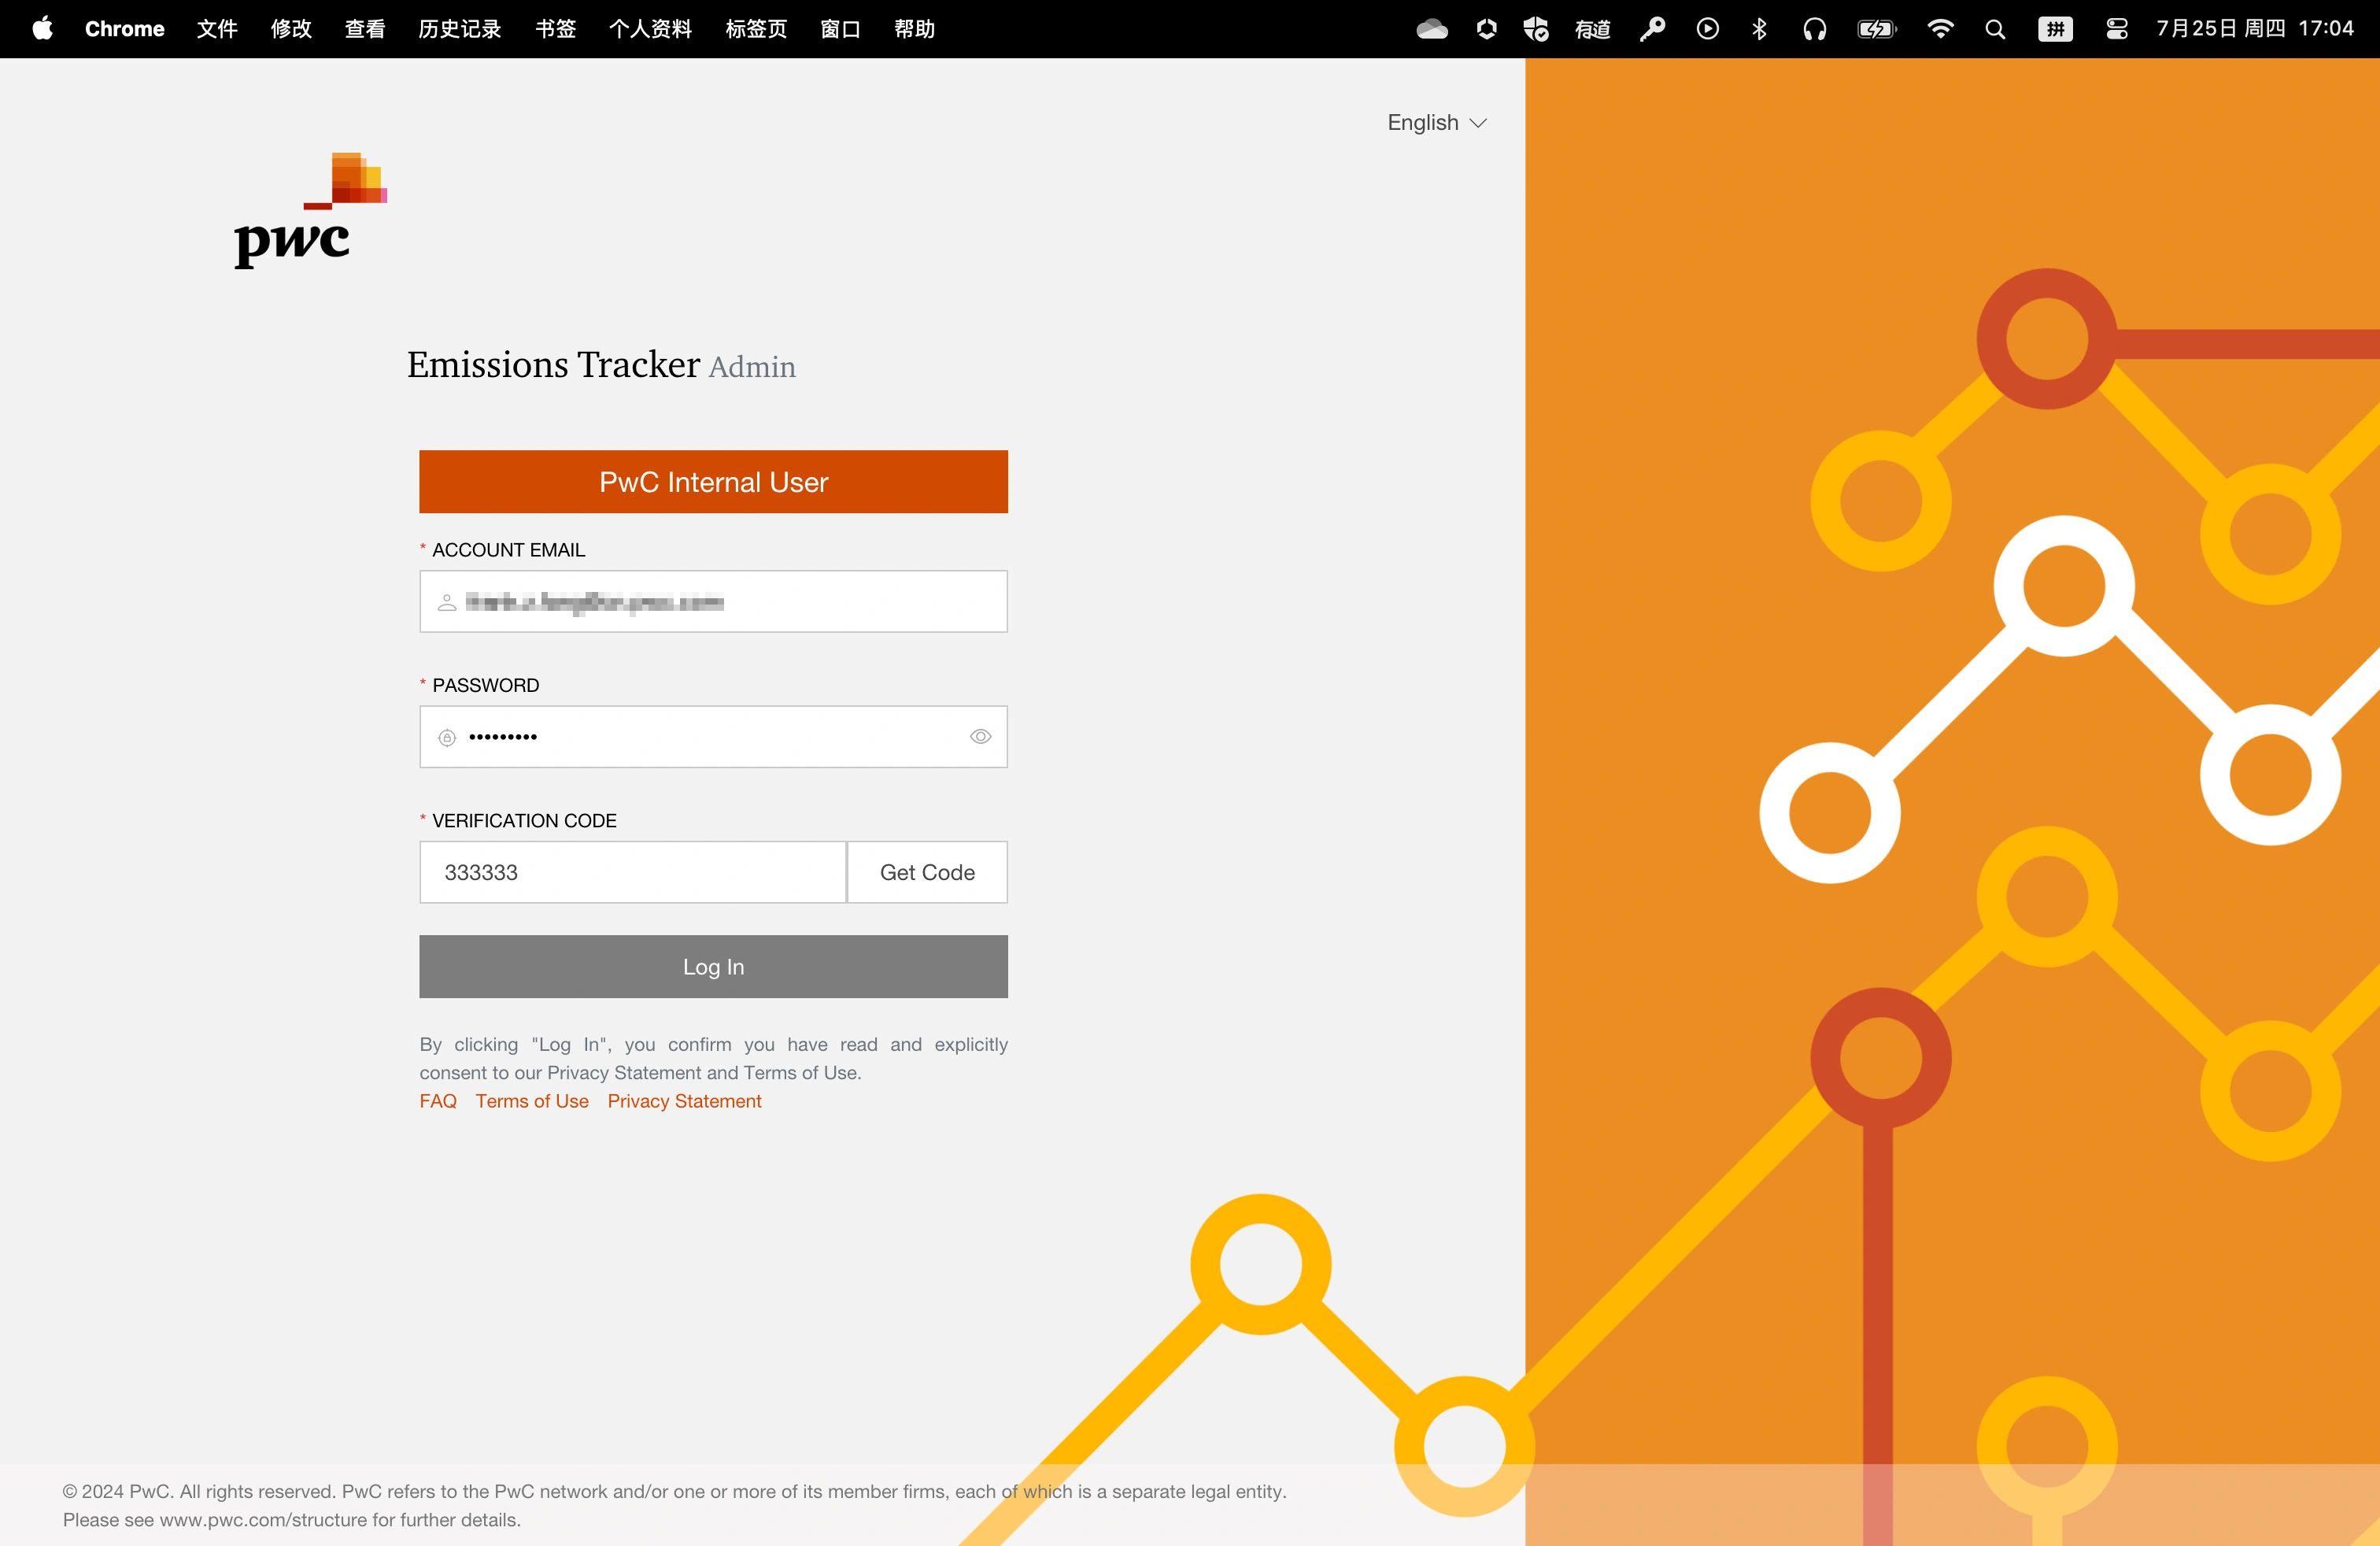 Chrome 文件 修改 查看 历史记录 书签 个人资料 标签页 窗口 帮助 有道 拼 7月25日 周四 17:04
English
pwc
Emissions Tracker Admin
PwC Internal User
* ACCOUNT EMAIL
* PASSWORD
•••••••••
* VERIFICATION CODE
333333 Get Code
Log In
By clicking "Log In", you confirm you have read and explicitly
consent to our Privacy Statement and Terms of Use.
FAQ Terms of Use Privacy Statement
© 2024 PwC. All rights reserved. PwC refers to the PwC network and/or one or more of its member firms, each of which is a separate legal entity.
Please see www.pwc.com/structure for further details.